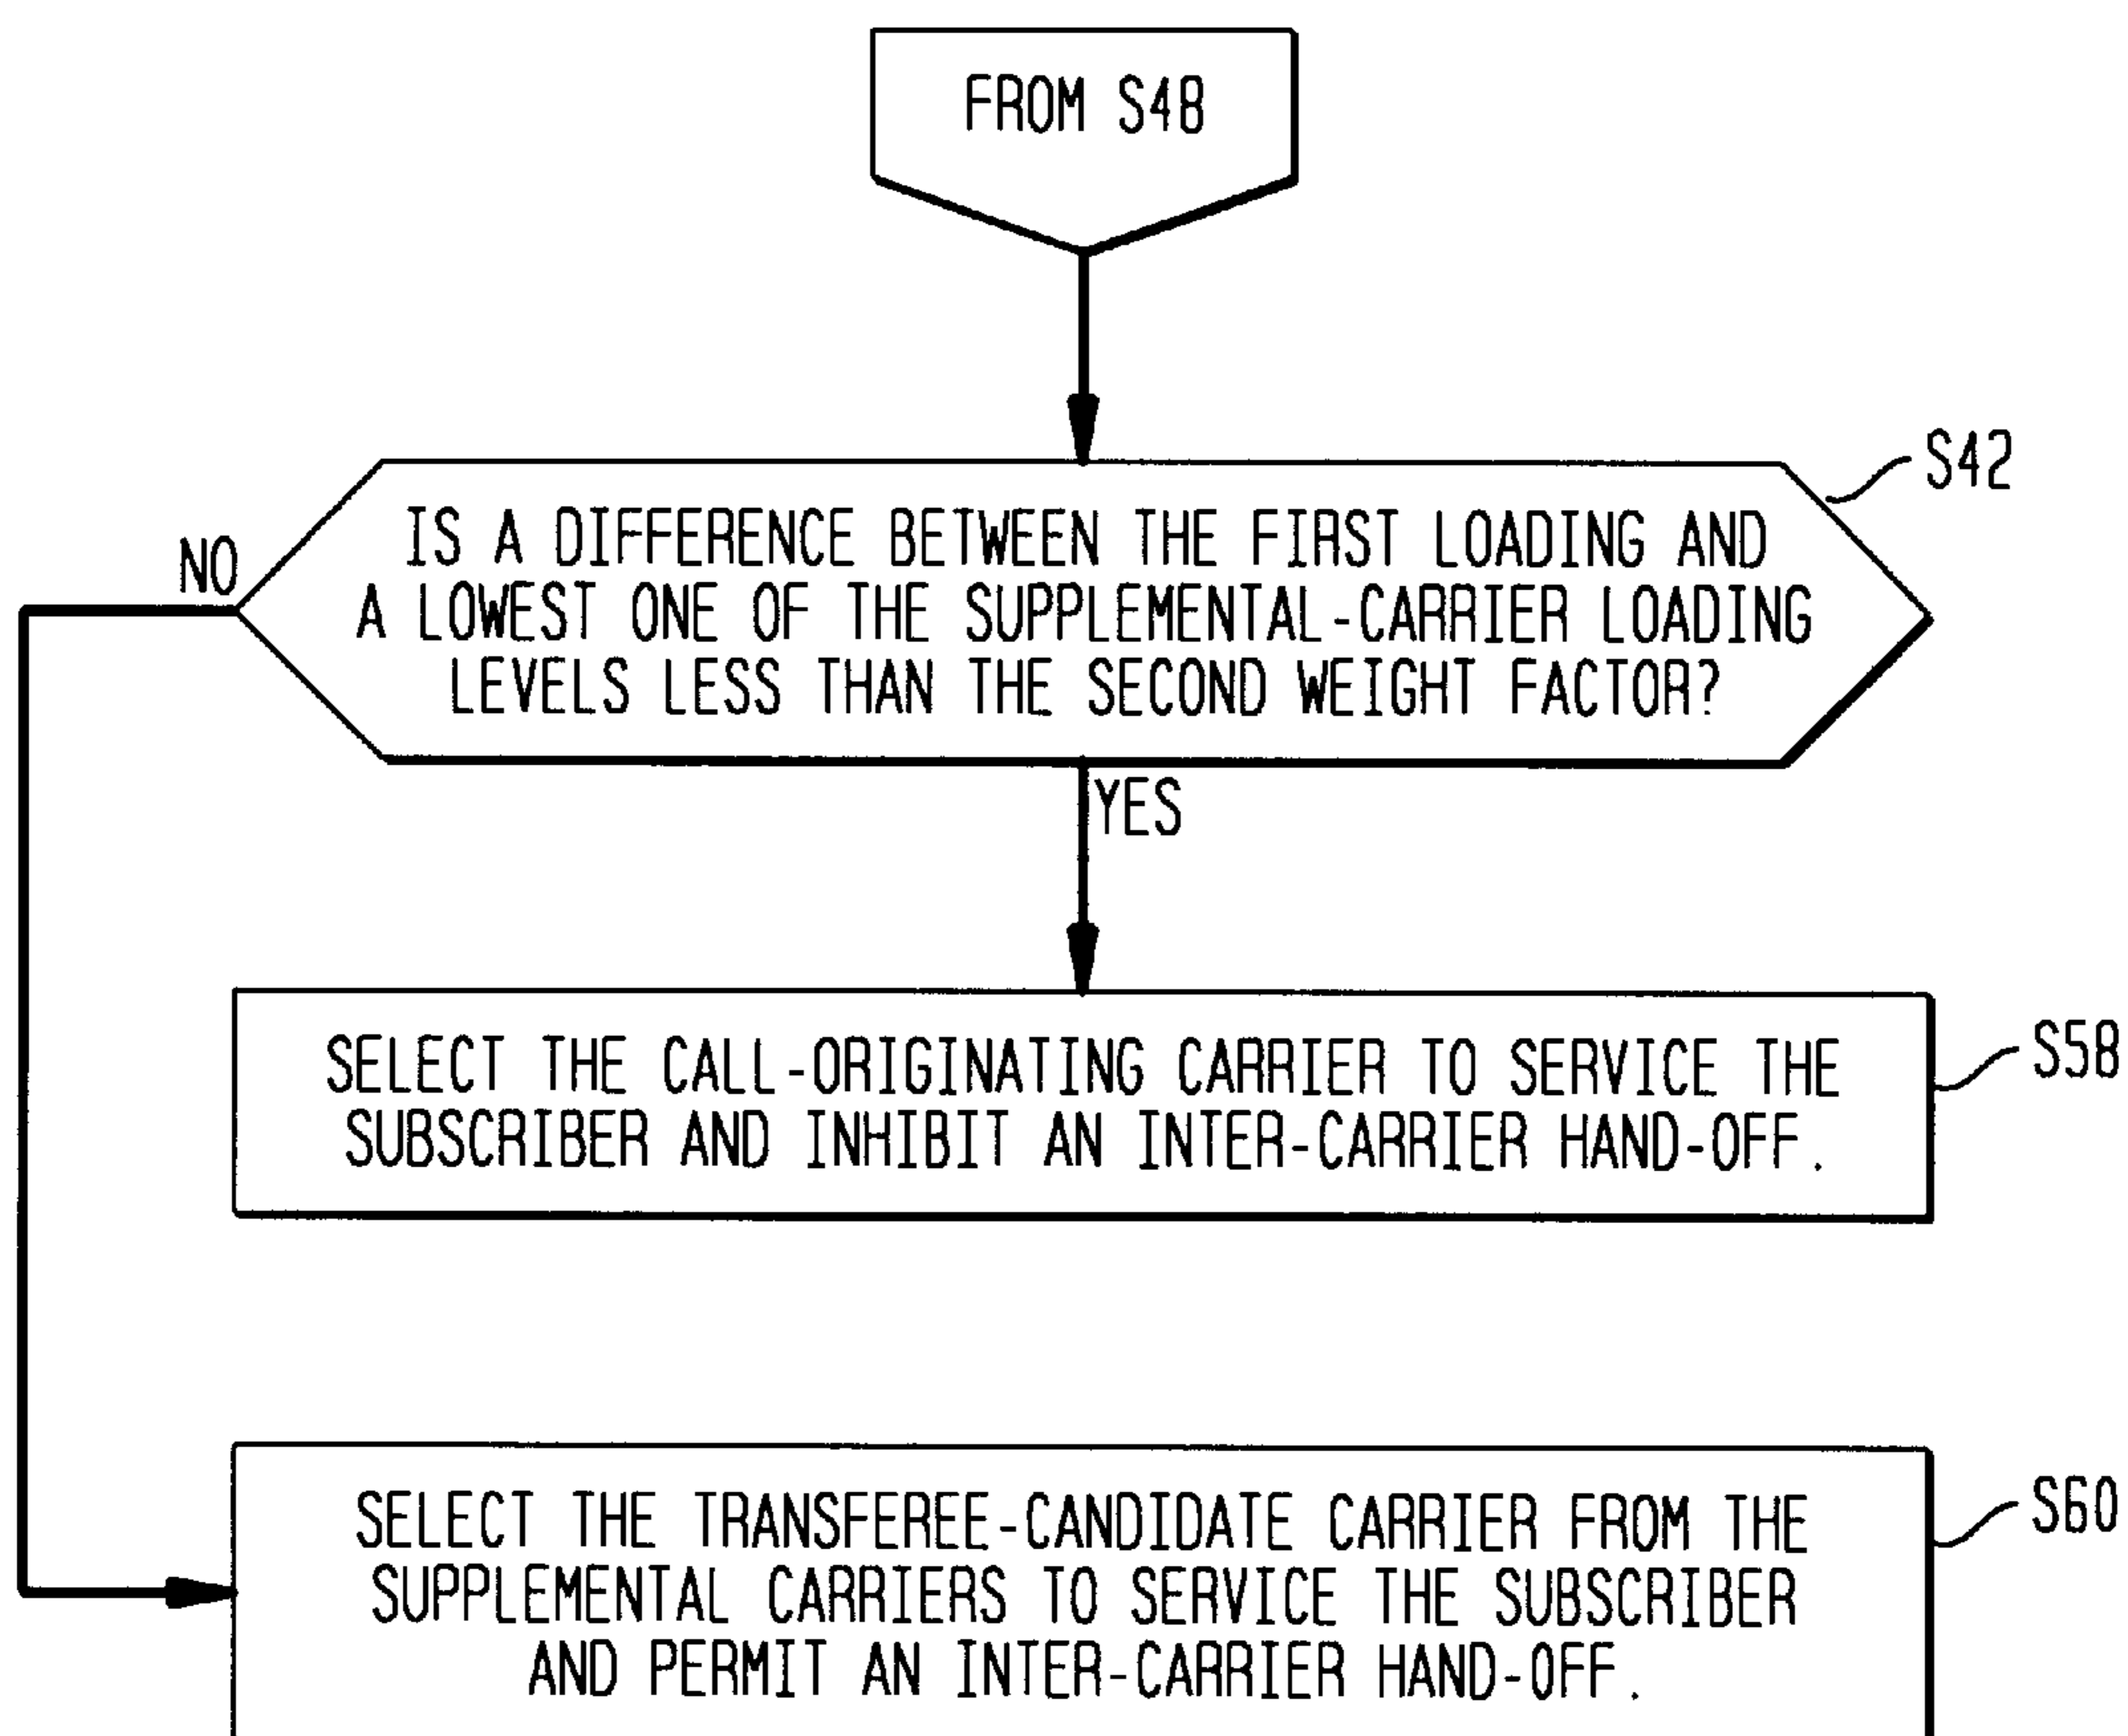 FROM S48
S42
IS A DIFFERENCE BETWEEN THE FIRST LOADING AND
NO
A LOWEST ONE OF THE SUPPLEMENTAL-CARRIER LOADING
LEVELS LESS THAN THE SECOND WEIGHT FACTOR?
YES
SELECT THE CALL-ORIGINATING CARRIER TO SERVICE THE
S58
SUBSCRIBER AND INHIBIT AN INTER-CARRIER HAND-OFF.
SELECT THE TRANSFEREE-CANDIDATE CARRIER FROM THE
S60
SUPPLEMENTAL CARRIERS TO SERVICE THE SUBSCRIBER
AND PERMIT AN INTER-CARRIER HAND-OFF.